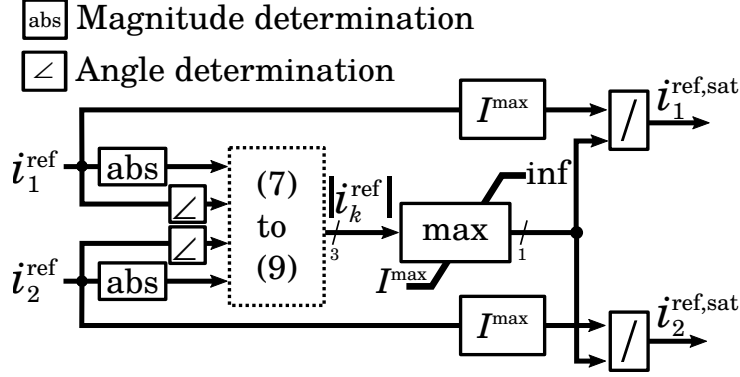 abs Magnitude determination
∠ Angle determination
I^max
i_1^ref,sat
/
i_1^ref
abs
∠
(7)
to
(9)
|i_k^ref|
3
inf
max
1
I^max
∠
i_2^ref
abs
I^max
/
i_2^ref,sat